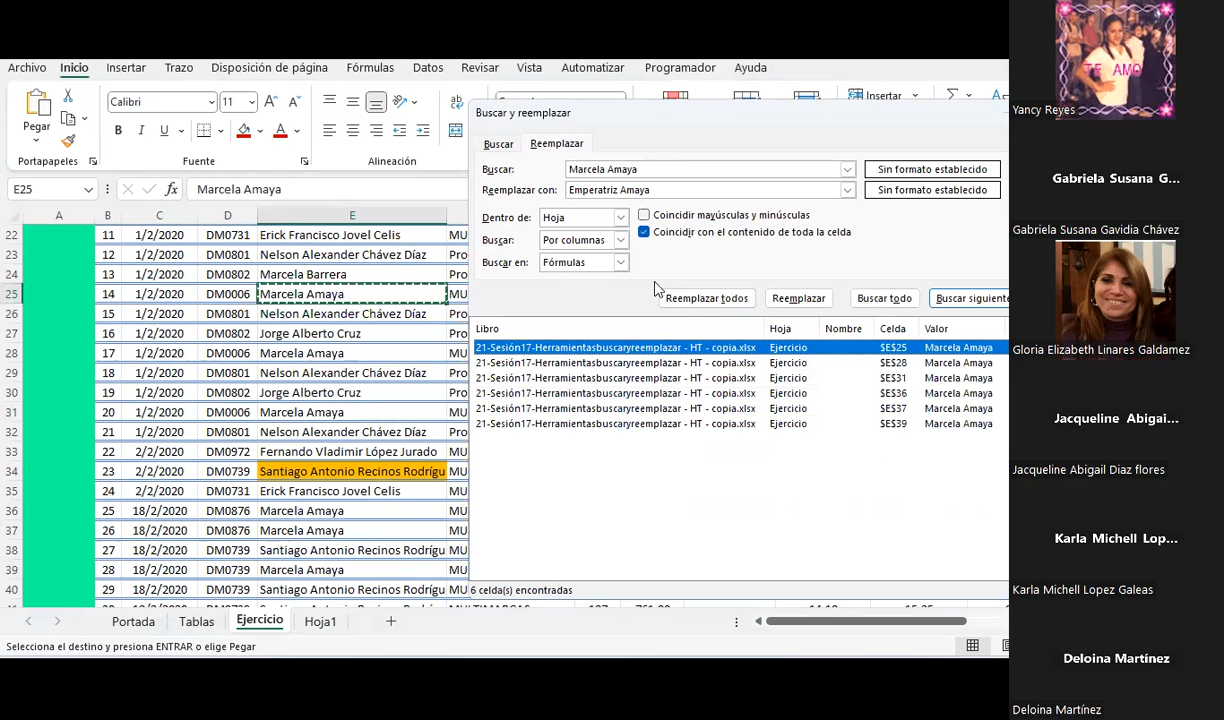 Archivo Inicio Insertar Trazo Disposición de página Fórmulas Datos Revisar Vista Automatizar Programador Ayuda
Pegar
Calibri 11
Insertar
Portapapeles Fuente Alineación
E25 Marcela Amaya
A B C D E
22 11 1/2/2020 DM0731 Erick Francisco Jovel Celis MU
23 12 1/2/2020 DM0801 Nelson Alexander Chávez Díaz Pro
24 13 1/2/2020 DM0802 Marcela Barrera Pro
25 14 1/2/2020 DM0006 Marcela Amaya MU
26 15 1/2/2020 DM0801 Nelson Alexander Chávez Díaz Pro
27 16 1/2/2020 DM0802 Jorge Alberto Cruz Pro
28 17 1/2/2020 DM0006 Marcela Amaya MU
29 18 1/2/2020 DM0801 Nelson Alexander Chávez Díaz Pro
30 19 1/2/2020 DM0802 Jorge Alberto Cruz Pro
31 20 1/2/2020 DM0006 Marcela Amaya MU
32 21 1/2/2020 DM0801 Nelson Alexander Chávez Díaz Pro
33 22 2/2/2020 DM0972 Fernando Vladimir López Jurado MU
34 23 2/2/2020 DM0739 Santiago Antonio Recinos Rodrígu MU
35 24 2/2/2020 DM0731 Erick Francisco Jovel Celis MU
36 25 18/2/2020 DM0876 Marcela Amaya MU
37 26 18/2/2020 DM0876 Marcela Amaya MU
38 27 18/2/2020 DM0739 Santiago Antonio Recinos Rodrígu MU
39 28 18/2/2020 DM0739 Marcela Amaya MU
40 29 18/2/2020 DM0739 Santiago Antonio Recinos Rodrígu MU
Buscar y reemplazar
Buscar Reemplazar
Buscar: Marcela Amaya Sin formato establecido
Reemplazar con: Emperatriz Amaya Sin formato establecido
Dentro de: Hoja Coincidir mayúsculas y minúsculas
Buscar: Por columnas Coincidir con el contenido de toda la celda
Buscar en: Fórmulas
Reemplazar todos Reemplazar Buscar todo Buscar siguiente
Libro Hoja Nombre Celda Valor
21-Sesión17-Herramientasbuscaryreemplazar - HT - copia.xlsx Ejercicio $E$25 Marcela Amaya
21-Sesión17-Herramientasbuscaryreemplazar - HT - copia.xlsx Ejercicio $E$28 Marcela Amaya
21-Sesión17-Herramientasbuscaryreemplazar - HT - copia.xlsx Ejercicio $E$31 Marcela Amaya
21-Sesión17-Herramientasbuscaryreemplazar - HT - copia.xlsx Ejercicio $E$36 Marcela Amaya
21-Sesión17-Herramientasbuscaryreemplazar - HT - copia.xlsx Ejercicio $E$37 Marcela Amaya
21-Sesión17-Herramientasbuscaryreemplazar - HT - copia.xlsx Ejercicio $E$39 Marcela Amaya
6 celda(s) encontradas
Portada Tablas Ejercicio Hoja1
Selecciona el destino y presiona ENTRAR o elige Pegar
TE AMO
Yancy Reyes
Gabriela Susana G...
Gabriela Susana Gavidia Chávez
Gloria Elizabeth Linares Galdamez
Jacqueline Abigai...
Jacqueline Abigail Diaz flores
Karla Michell Lop...
Karla Michell Lopez Galeas
Deloina Martínez
Deloina Martínez